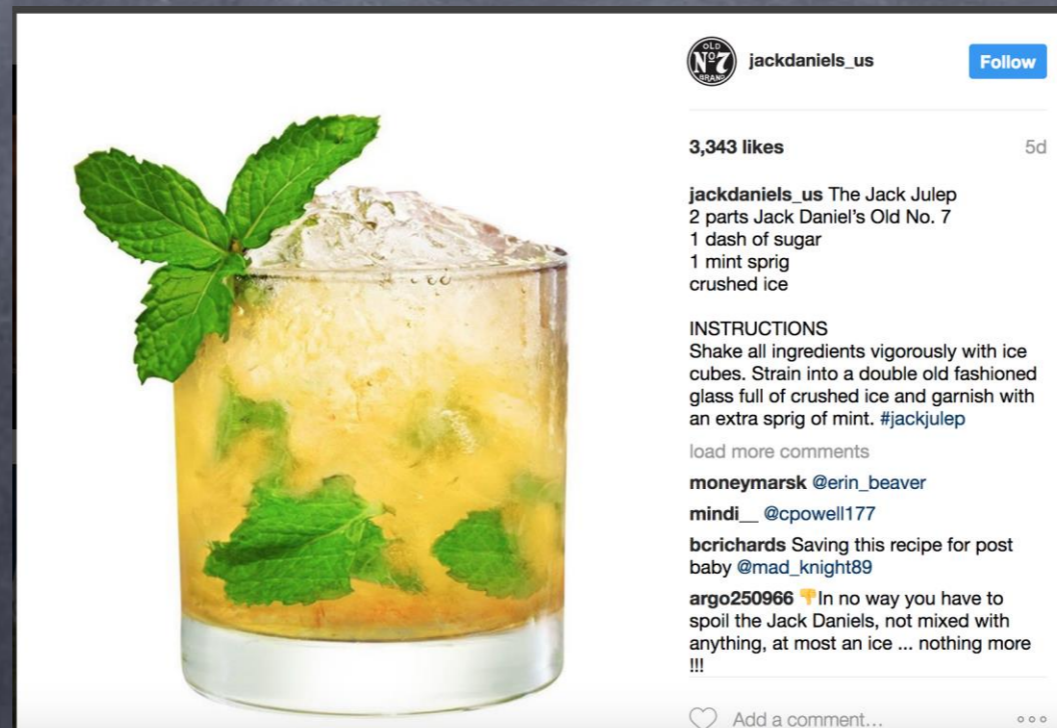 OLD
Nº7
BRAND
jackdaniels_us
Follow
3,343 likes
5d
jackdaniels_us The Jack Julep
2 parts Jack Daniel's Old No. 7
1 dash of sugar
1 mint sprig
crushed ice
INSTRUCTIONS
Shake all ingredients vigorously with ice
cubes. Strain into a double old fashioned
glass full of crushed ice and garnish with
an extra sprig of mint. #jackjulep
load more comments
moneymarsk @erin_beaver
mindi__ @cpowell177
bcrichards Saving this recipe for post
baby @mad_knight89
argo250966 👎In no way you have to
spoil the Jack Daniels, not mixed with
anything, at most an ice ... nothing more
!!!
Add a comment...